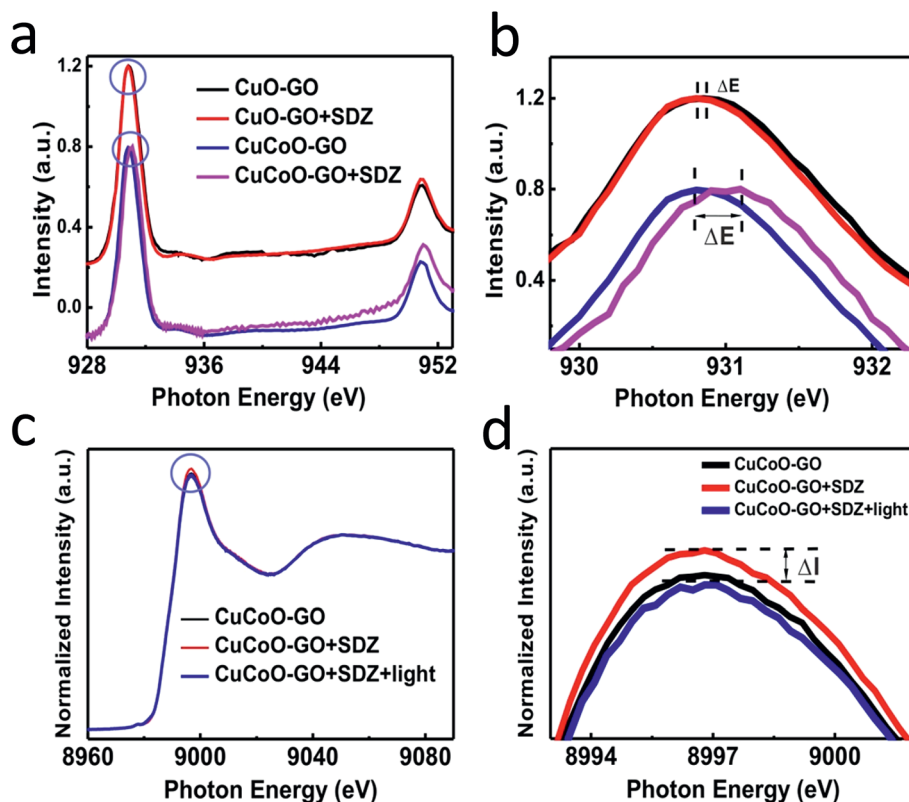 a
1.2
0.8
0.4
0.0
Intensity (a.u.)
CuO-GO
CuO-GO+SDZ
CuCoO-GO
CuCoO-GO+SDZ
928
936
944
952
Photon Energy (eV)
b
1.2
0.8
0.4
Intensity (a.u.)
ΔE
ΔE
930
931
932
Photon Energy (eV)
c
Normalized Intensity (a.u.)
CuCoO-GO
CuCoO-GO+SDZ
CuCoO-GO+SDZ+light
8960
9000
9040
9080
Photon Energy (eV)
d
Normalized Intensity (a.u.)
CuCoO-GO
CuCoO-GO+SDZ
CuCoO-GO+SDZ+light
ΔI
8994
8997
9000
Photon Energy (eV)